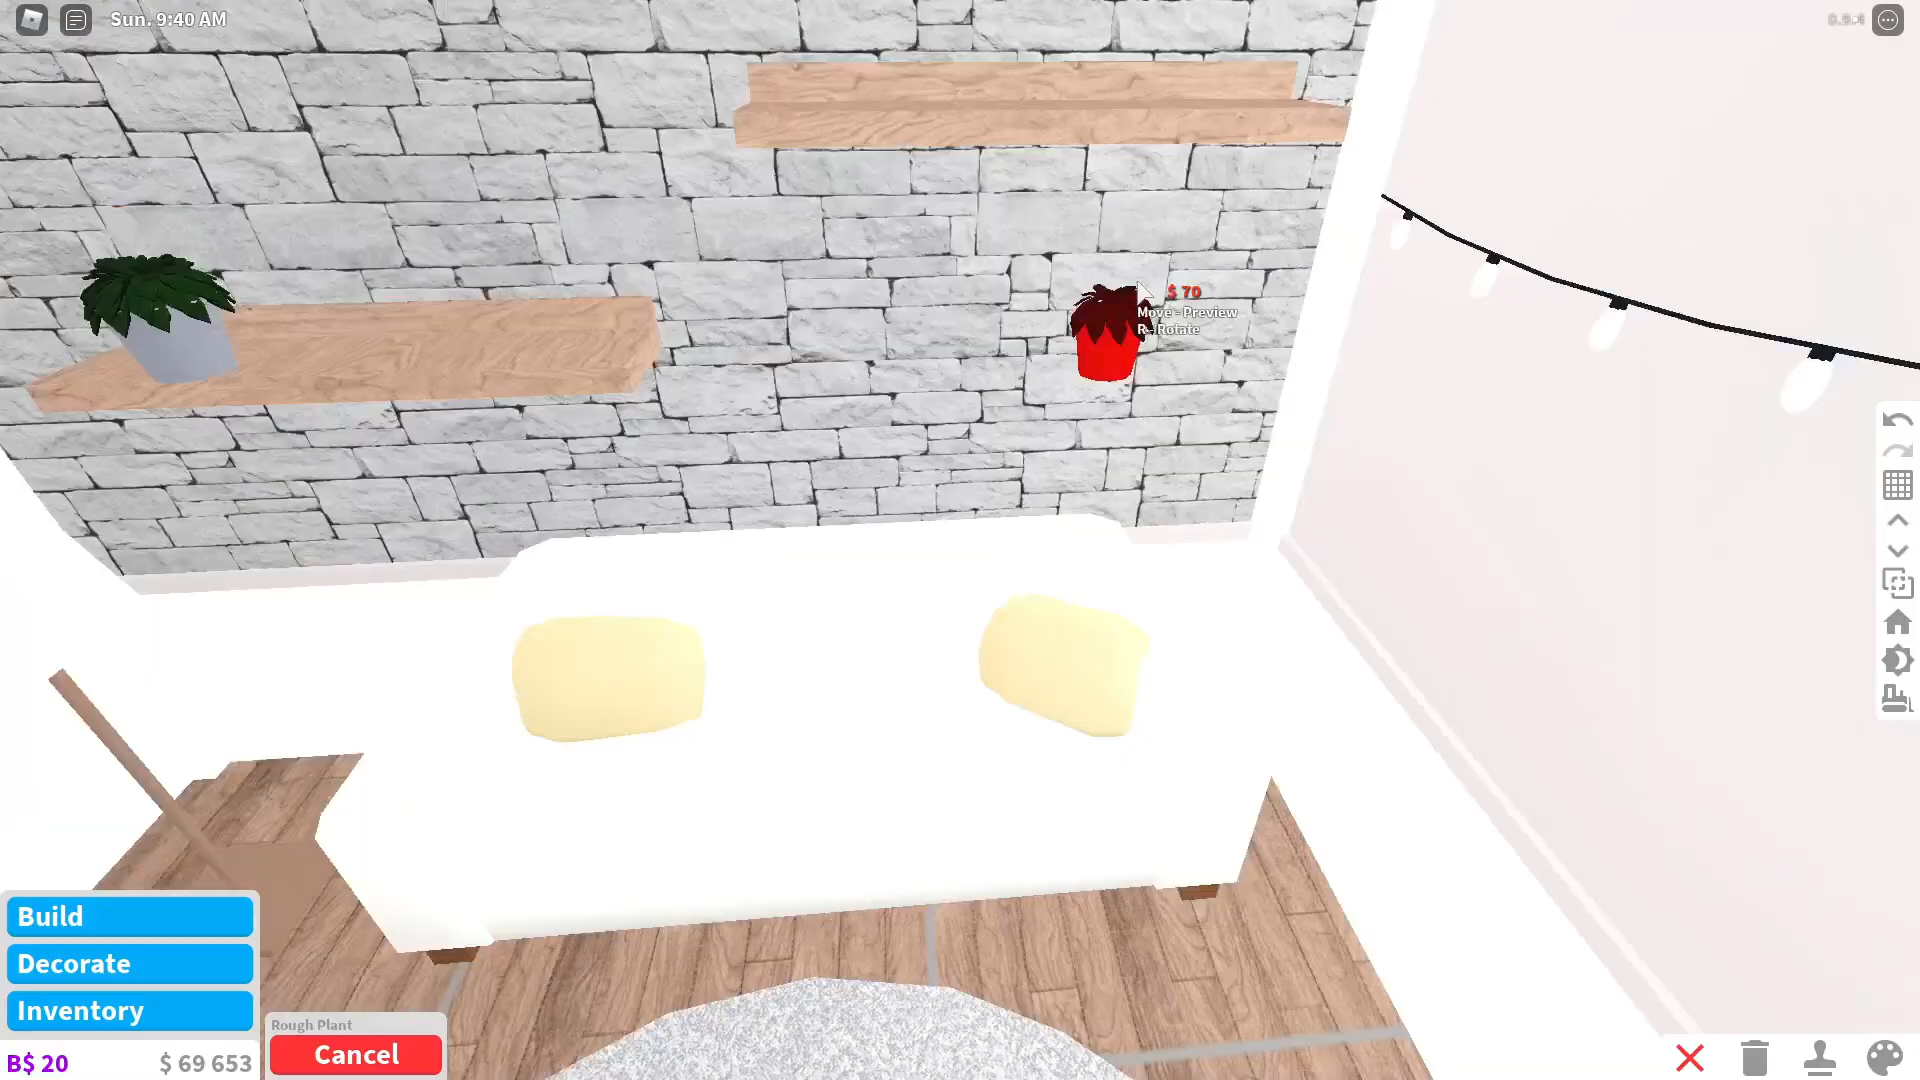 Sun. 9:40 AM
$ 70
Move - Preview
R - Rotate
Build
Decorate
Inventory
Rough Plant
Cancel
B$ 20
$ 69 653